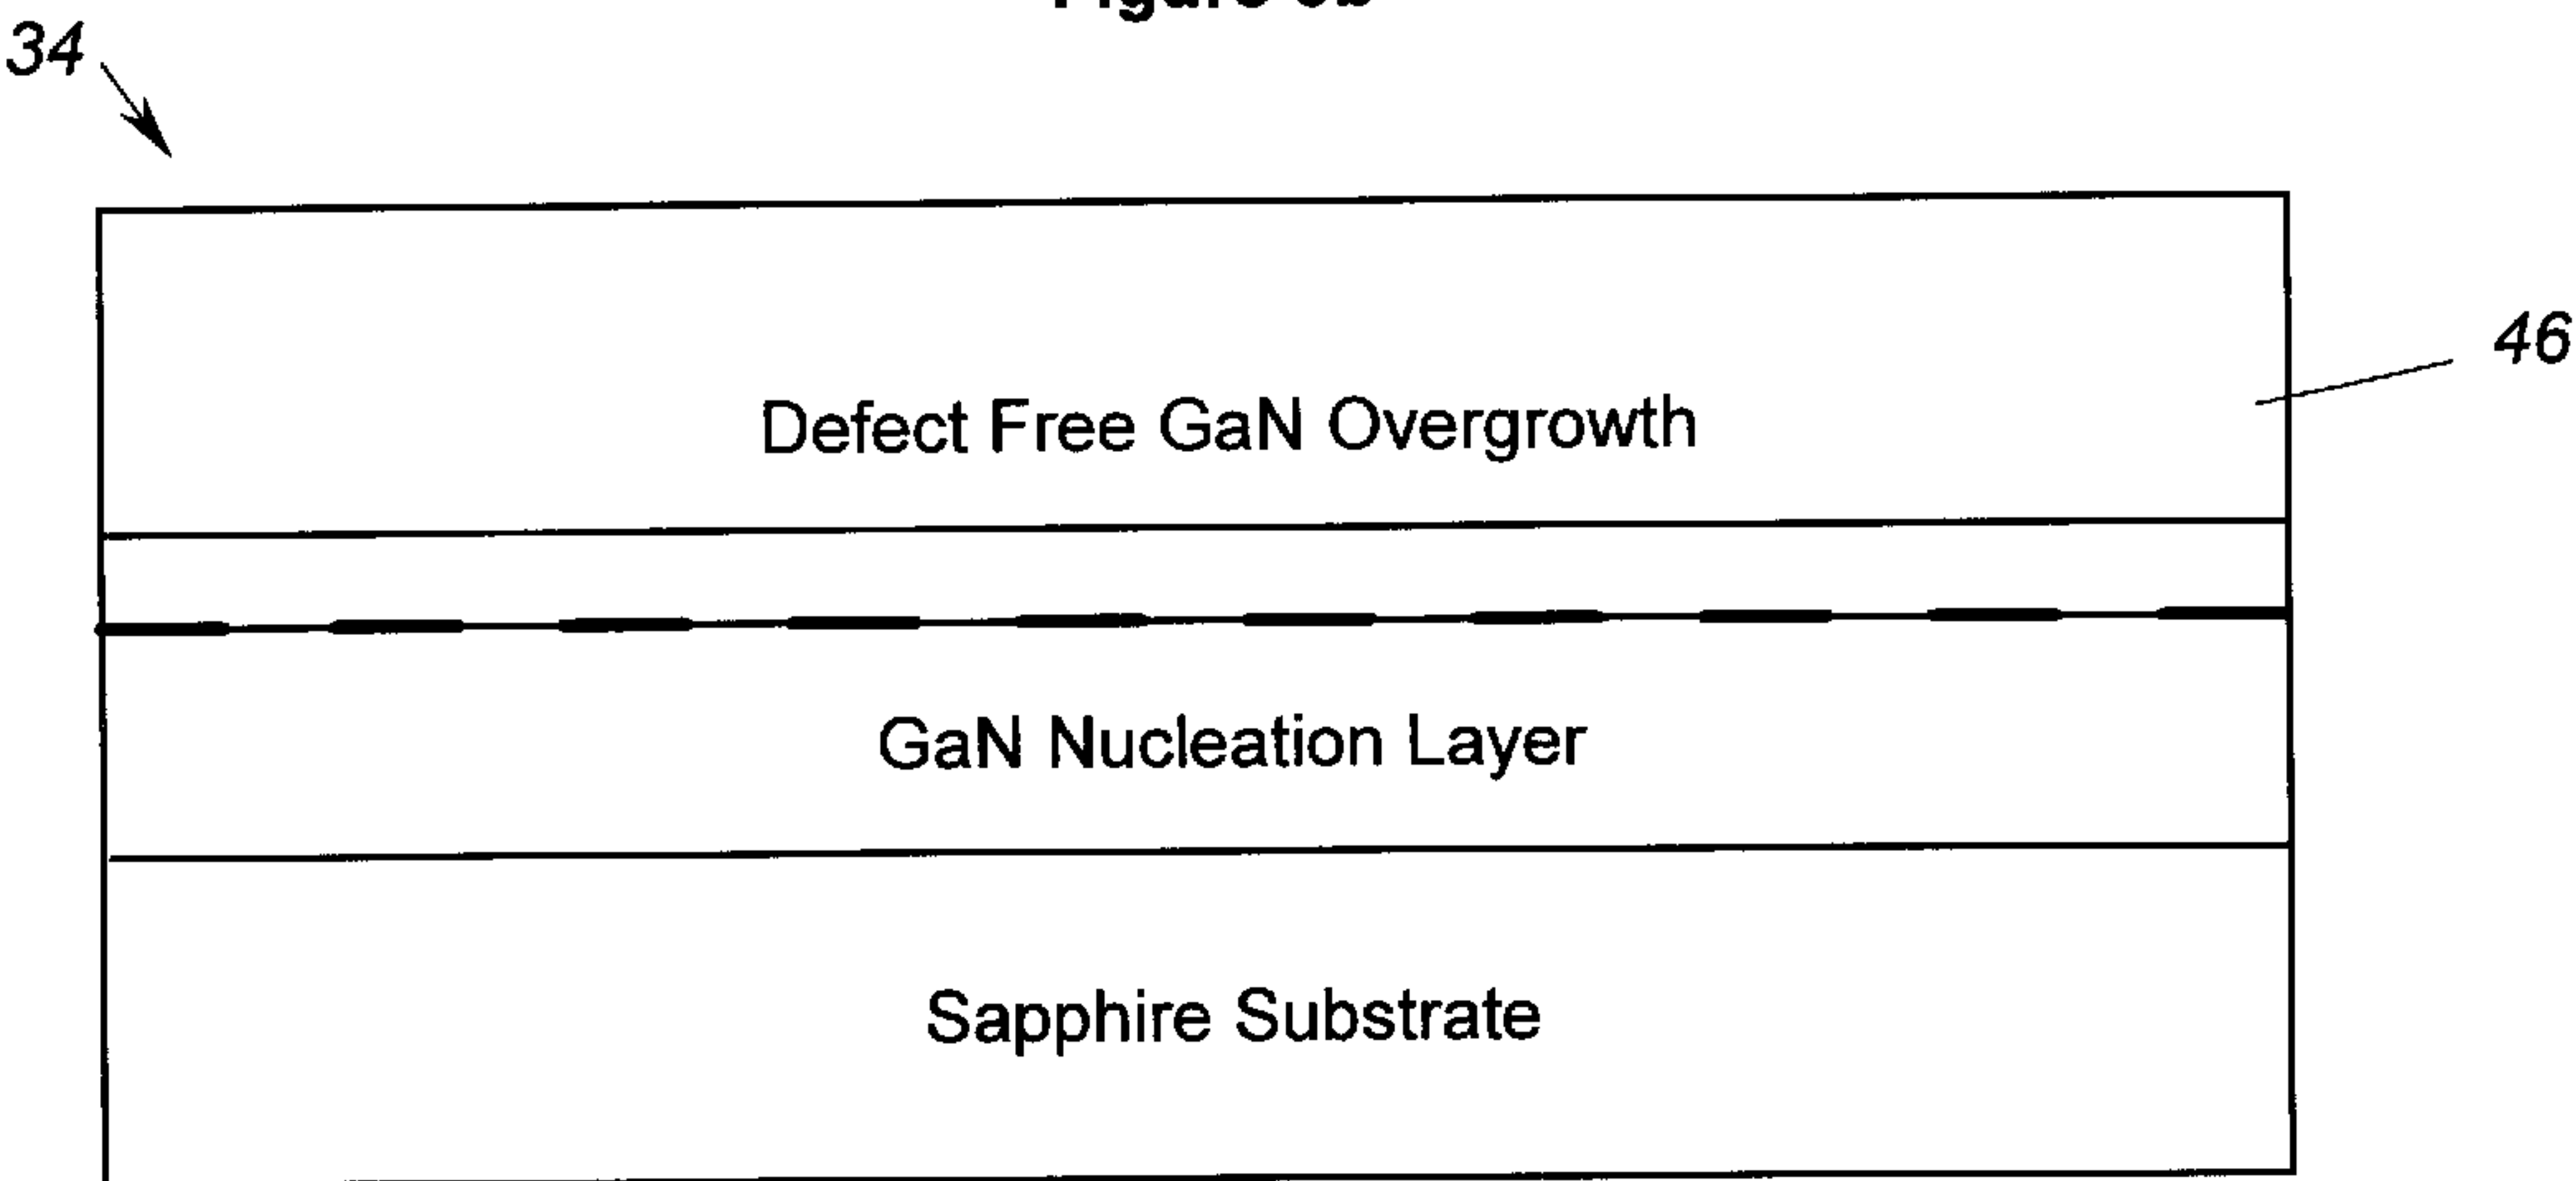 34
46
Defect Free GaN Overgrowth
GaN Nucleation Layer
Sapphire Substrate